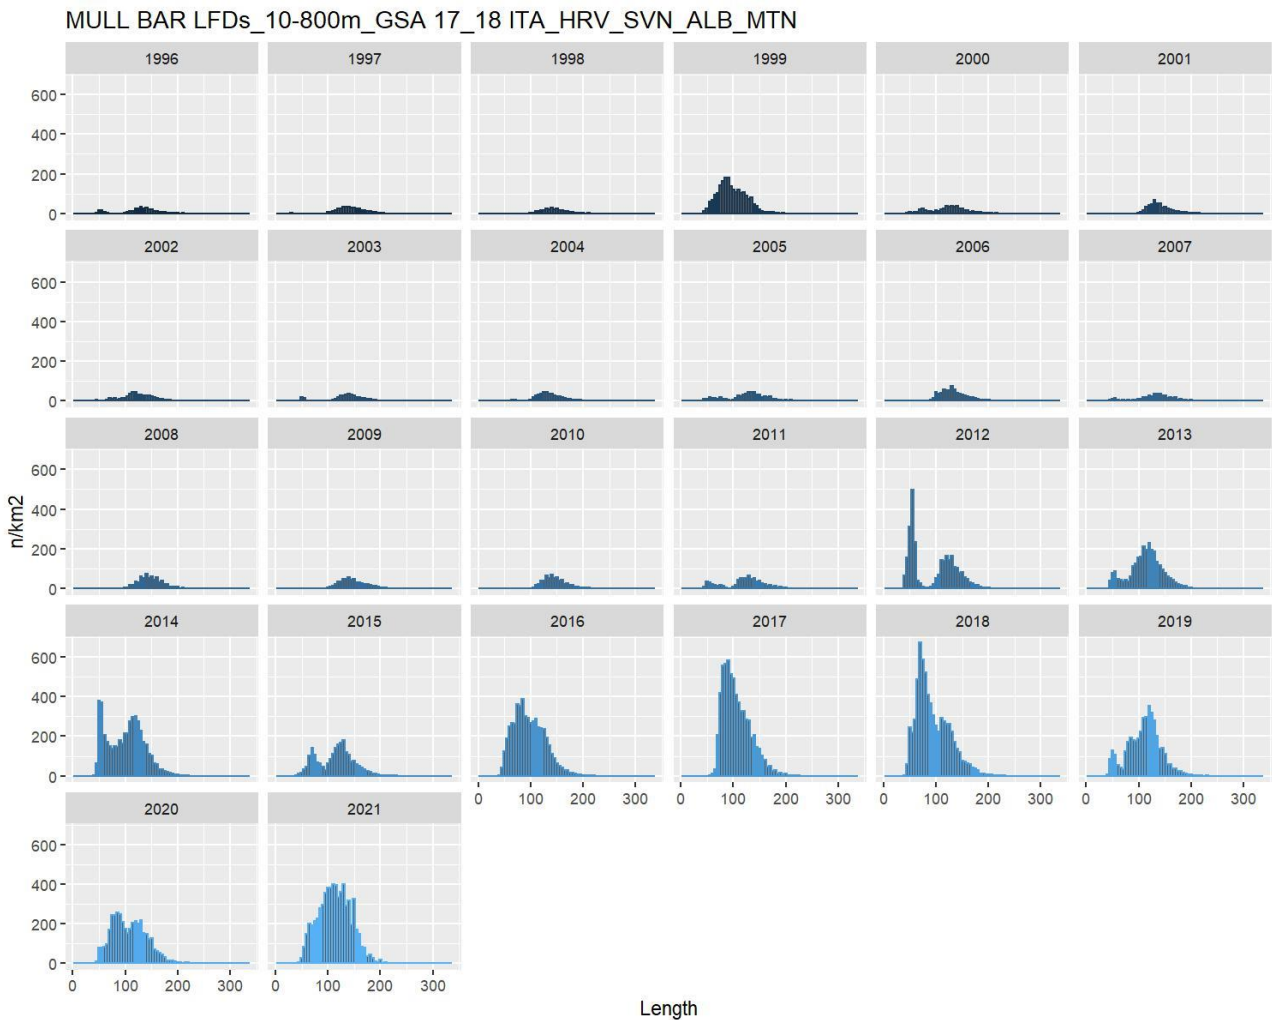 MULL BAR LFDs_10-800m_GSA 17_18 ITA_HRV_SVN_ALB_MTN
1996 1997 1998 1999 2000 2001
600
400
200
0
2002 2003 2004 2005 2006 2007
600
400
200
0
2008 2009 2010 2011 2012 2013
600
400
200
0
n/km2
2014 2015 2016 2017 2018 2019
600
400
200
0
0 100 200 300 0 100 200 300 0 100 200 300 0 100 200 300
2020 2021
600
400
200
0
0 100 200 300 0 100 200 300
Length